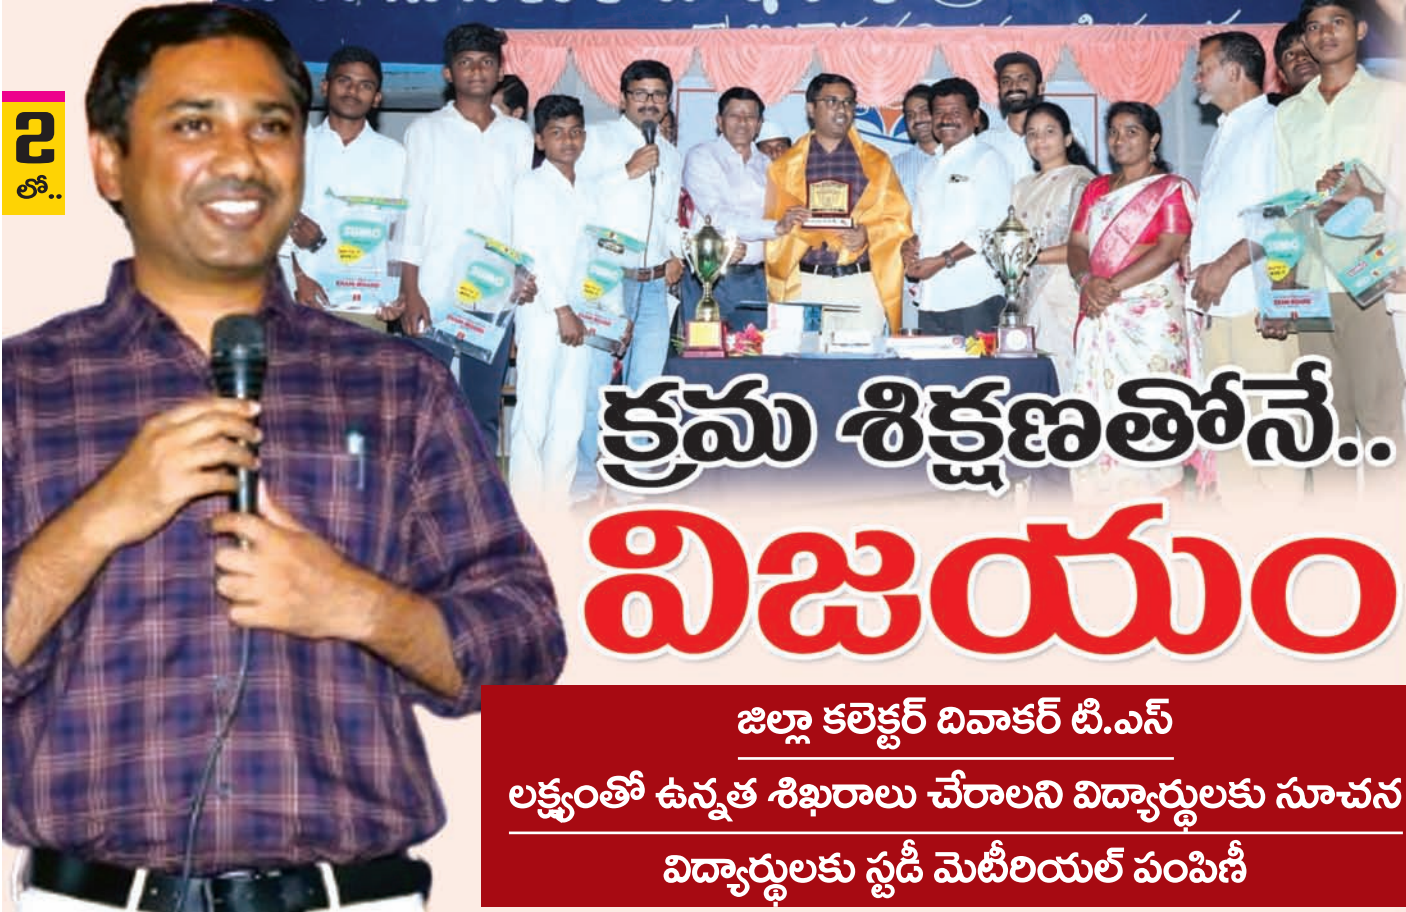 2
లో..
క్రమ శిక్షణతోనే..
విజయం
జిల్లా కలెక్టర్ దివాకర్ టి.ఎస్
లక్ష్యంతో ఉన్నత శిఖరాలు చేరాలని విద్యార్థులకు సూచన
విద్యార్థులకు స్టడీ మెటీరియల్ పంపిణీ